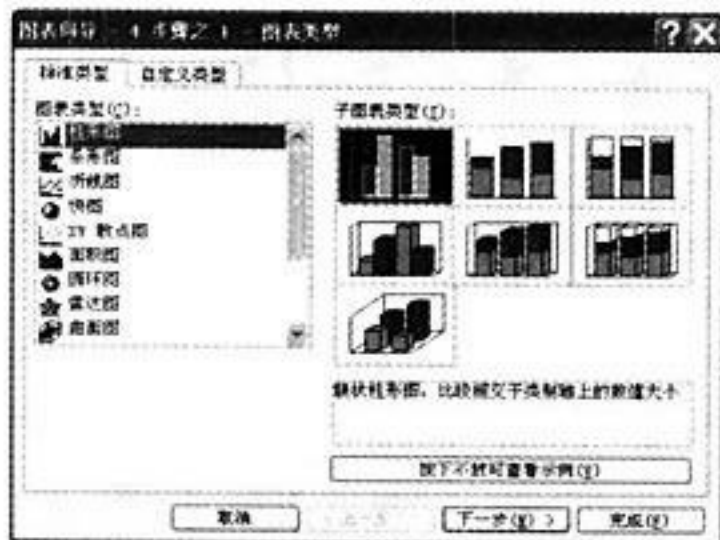 图表向导 - 4 步骤之 1 - 图表类型
标准类型 自定义类型
图表类型(C):
柱形图
条形图
折线图
饼图
XY 散点图
面积图
圆环图
雷达图
曲面图
子图表类型(T):
簇状柱形图。比较相交于类别轴上的数值大小
按下不放可查看示例(V)
取消
下一步(N) >
完成(F)